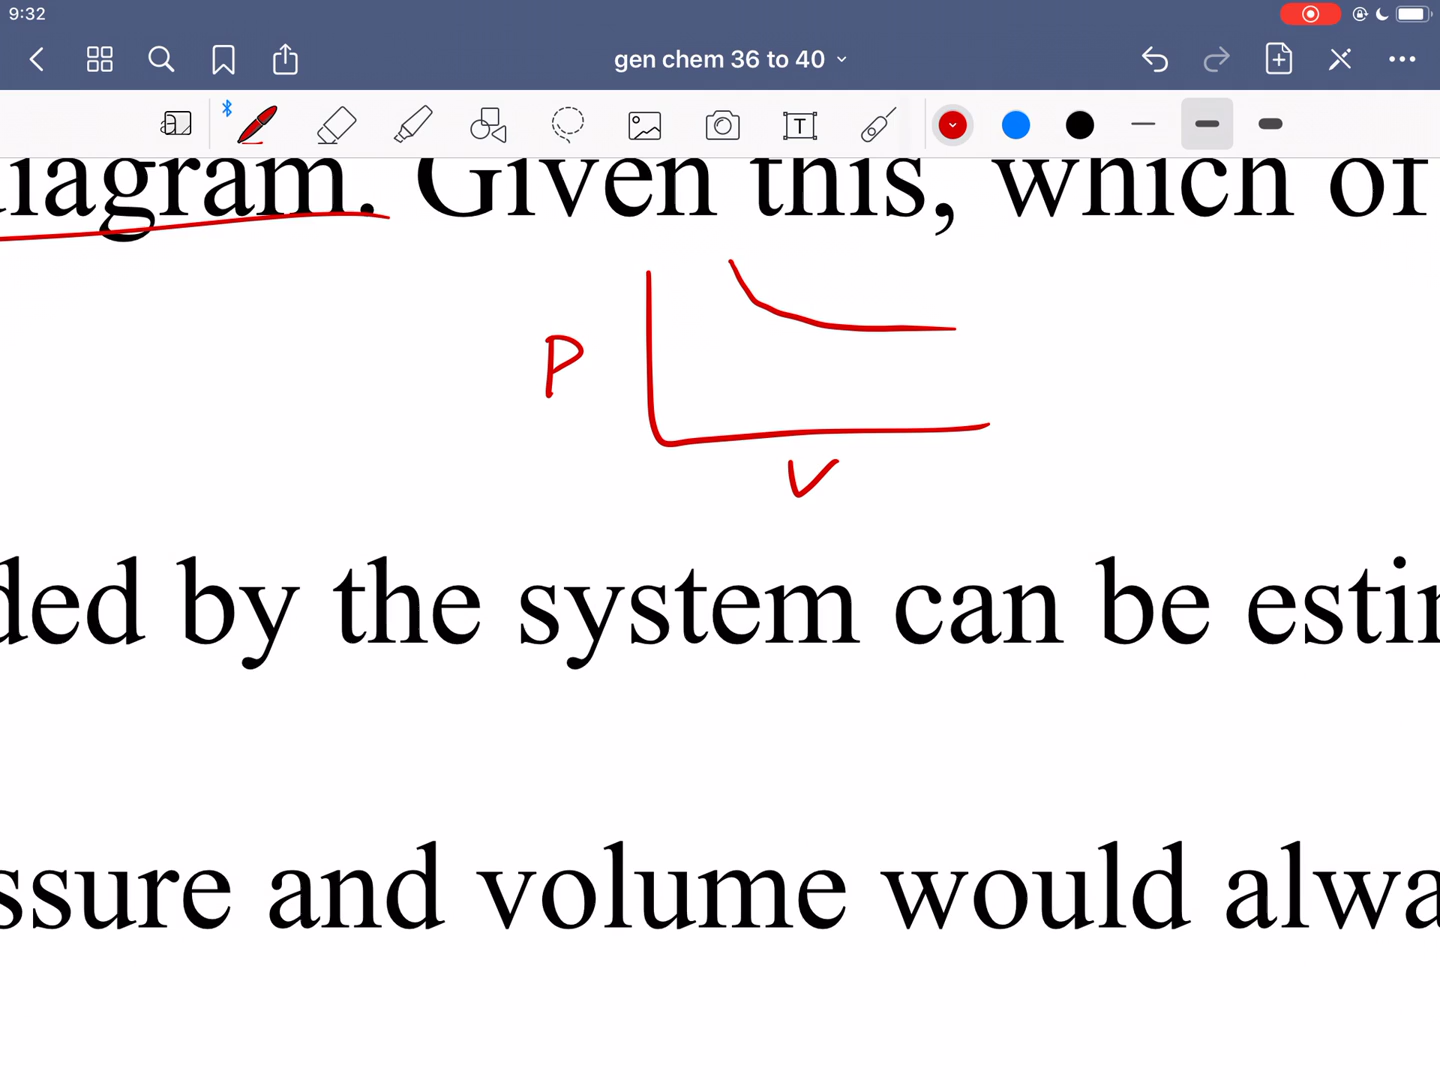 9:32
gen chem 36 to 40
T
iagram. Given this, which of
P
V
ded by the system can be estin
ssure and volume would alwa